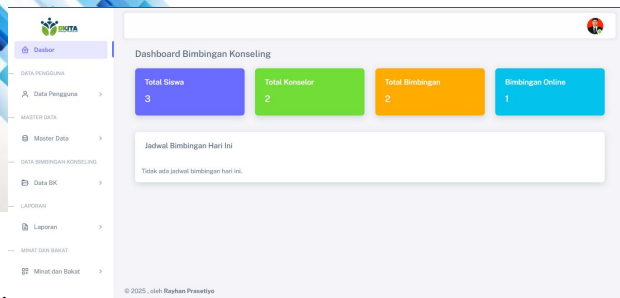 BKITA
Dasbor
DATA PENGGUNA
Data Pengguna
MASTER DATA
Master Data
DATA BIMBINGAN KONSELING
Data BK
LAPORAN
Laporan
MINAT DAN BAKAT
Minat dan Bakat
Dashboard Bimbingan Konseling
Total Siswa
3
Total Konselor
2
Total Bimbingan
2
Bimbingan Online
1
Jadwal Bimbingan Hari Ini
Tidak ada jadwal bimbingan hari ini.
© 2025 , oleh Rayhan Prasetiyo